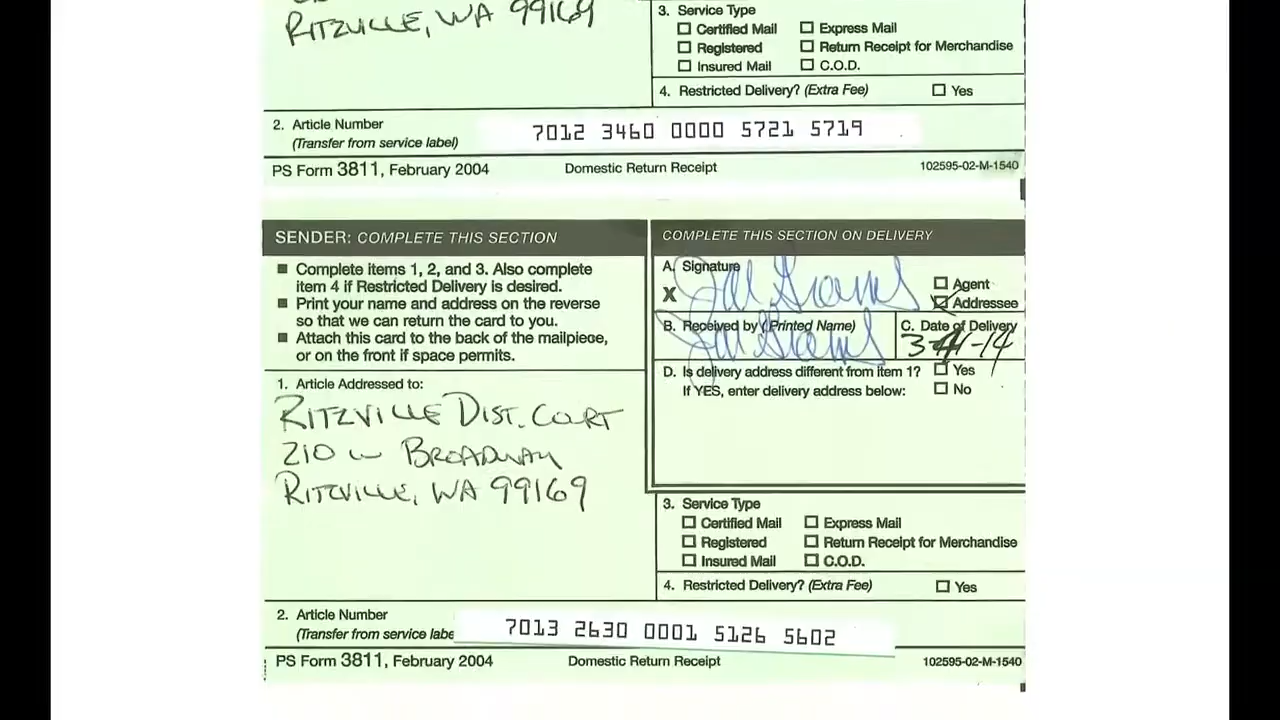 RITZVILLE, WA 99169
3. Service Type
☐ Certified Mail ☐ Express Mail
☐ Registered ☐ Return Receipt for Merchandise
☐ Insured Mail ☐ C.O.D.
4. Restricted Delivery? (Extra Fee) ☐ Yes
2. Article Number
(Transfer from service label)
7012 3460 0000 5721 5719
PS Form 3811, February 2004 Domestic Return Receipt 102595-02-M-1540
SENDER: COMPLETE THIS SECTION
■ Complete items 1, 2, and 3. Also complete
item 4 if Restricted Delivery is desired.
■ Print your name and address on the reverse
so that we can return the card to you.
■ Attach this card to the back of the mailpiece,
or on the front if space permits.
1. Article Addressed to:
RITZVILLE DIST. COURT
210 W BROADWAY
RITZVILLE, WA 99169
COMPLETE THIS SECTION ON DELIVERY
A. Signature
X
☐ Agent
☒ Addressee
B. Received by (Printed Name)
C. Date of Delivery
D. Is delivery address different from item 1? ☐ Yes
If YES, enter delivery address below: ☐ No
3. Service Type
☐ Certified Mail ☐ Express Mail
☐ Registered ☐ Return Receipt for Merchandise
☐ Insured Mail ☐ C.O.D.
4. Restricted Delivery? (Extra Fee) ☐ Yes
2. Article Number
(Transfer from service labe
7013 2630 0001 5126 5602
PS Form 3811, February 2004 Domestic Return Receipt 102595-02-M-1540